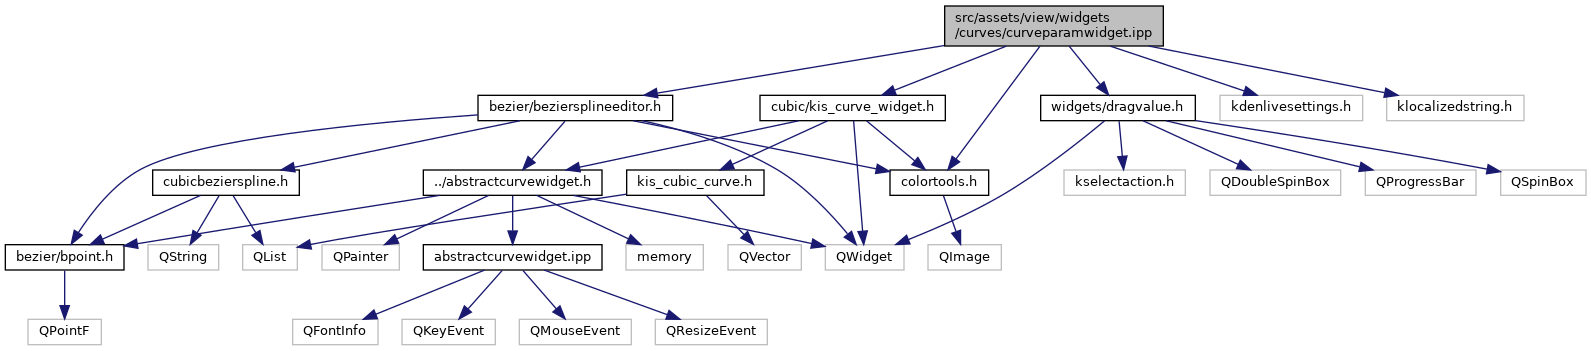 src/assets/view/widgets
/curves/curveparamwidget.ipp
bezier/beziersplineeditor.h
cubic/kis_curve_widget.h
widgets/dragvalue.h
kdenlivesettings.h
klocalizedstring.h
cubicbezierspline.h
../abstractcurvewidget.h
kis_cubic_curve.h
colortools.h
kselectaction.h
QDoubleSpinBox
QProgressBar
QSpinBox
bezier/bpoint.h
QString
QList
QPainter
abstractcurvewidget.ipp
memory
QVector
QWidget
QImage
QPointF
QFontInfo
QKeyEvent
QMouseEvent
QResizeEvent